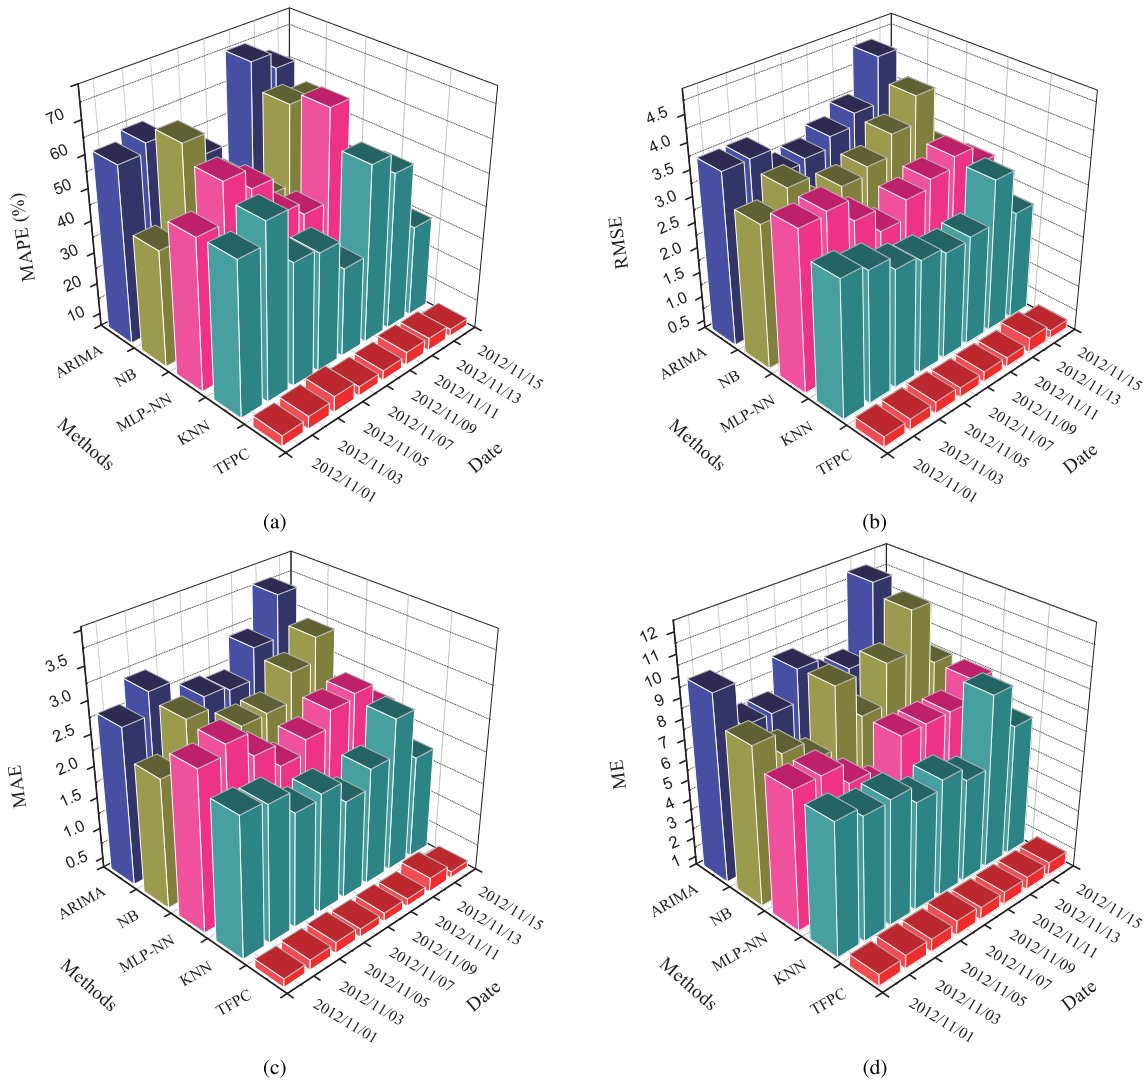 70
60
50
40
30
20
10
MAPE (%)
ARIMA
NB
MLP-NN
KNN
TFPC
Methods
2012/11/15
2012/11/13
2012/11/11
2012/11/09
2012/11/07
2012/11/05
2012/11/03
2012/11/01
Date
(a)
4.5
4.0
3.5
3.0
2.5
2.0
1.5
1.0
0.5
RMSE
ARIMA
NB
MLP-NN
KNN
TFPC
Methods
2012/11/15
2012/11/13
2012/11/11
2012/11/09
2012/11/07
2012/11/05
2012/11/03
2012/11/01
Date
(b)
3.5
3.0
2.5
2.0
1.5
1.0
0.5
MAE
ARIMA
NB
MLP-NN
KNN
TFPC
Methods
2012/11/15
2012/11/13
2012/11/11
2012/11/09
2012/11/07
2012/11/05
2012/11/03
2012/11/01
Date
(c)
12
11
10
9
8
7
6
5
4
3
2
1
ME
ARIMA
NB
MLP-NN
KNN
TFPC
Methods
2012/11/15
2012/11/13
2012/11/11
2012/11/09
2012/11/07
2012/11/05
2012/11/03
2012/11/01
Date
(d)